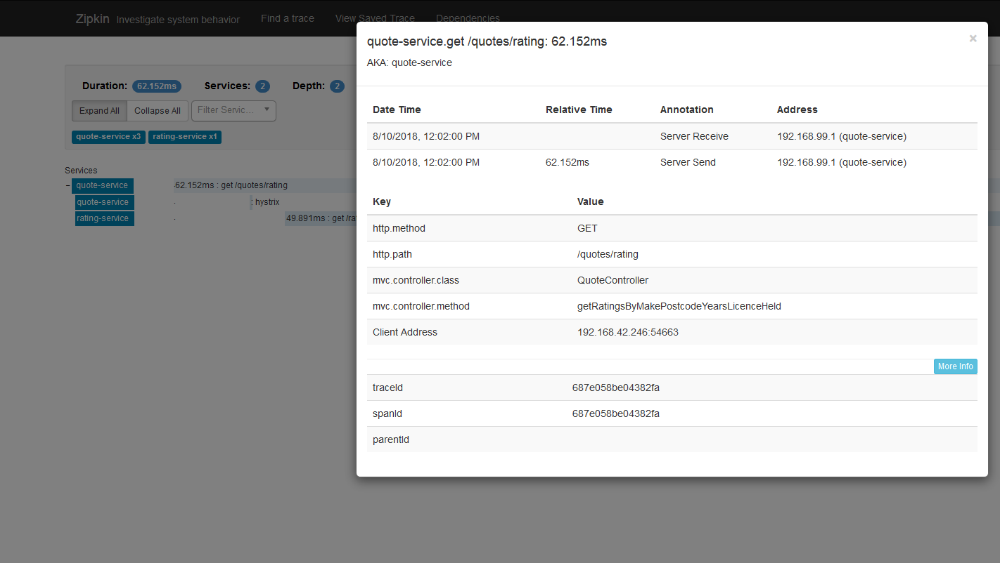 Zipkin Investigate system behavior Find a trace View Saved Trace Dependencies
quote-service.get /quotes/rating: 62.152ms ×
AKA: quote-service
Duration: 62.152ms Services: 2 Depth: 2
Expand All Collapse All Filter Servic...
quote-service x3 rating-service x1
Date Time Relative Time Annotation Address
8/10/2018, 12:02:00 PM Server Receive 192.168.99.1 (quote-service)
8/10/2018, 12:02:00 PM 62.152ms Server Send 192.168.99.1 (quote-service)
Services
- quote-service 62.152ms : get /quotes/rating
quote-service : hystrix
rating-service 49.891ms : get /ra
Key Value
http.method GET
http.path /quotes/rating
mvc.controller.class QuoteController
mvc.controller.method getRatingsByMakePostcodeYearsLicenceHeld
Client Address 192.168.42.246:54663
More Info
traceId 687e058be04382fa
spanId 687e058be04382fa
parentId